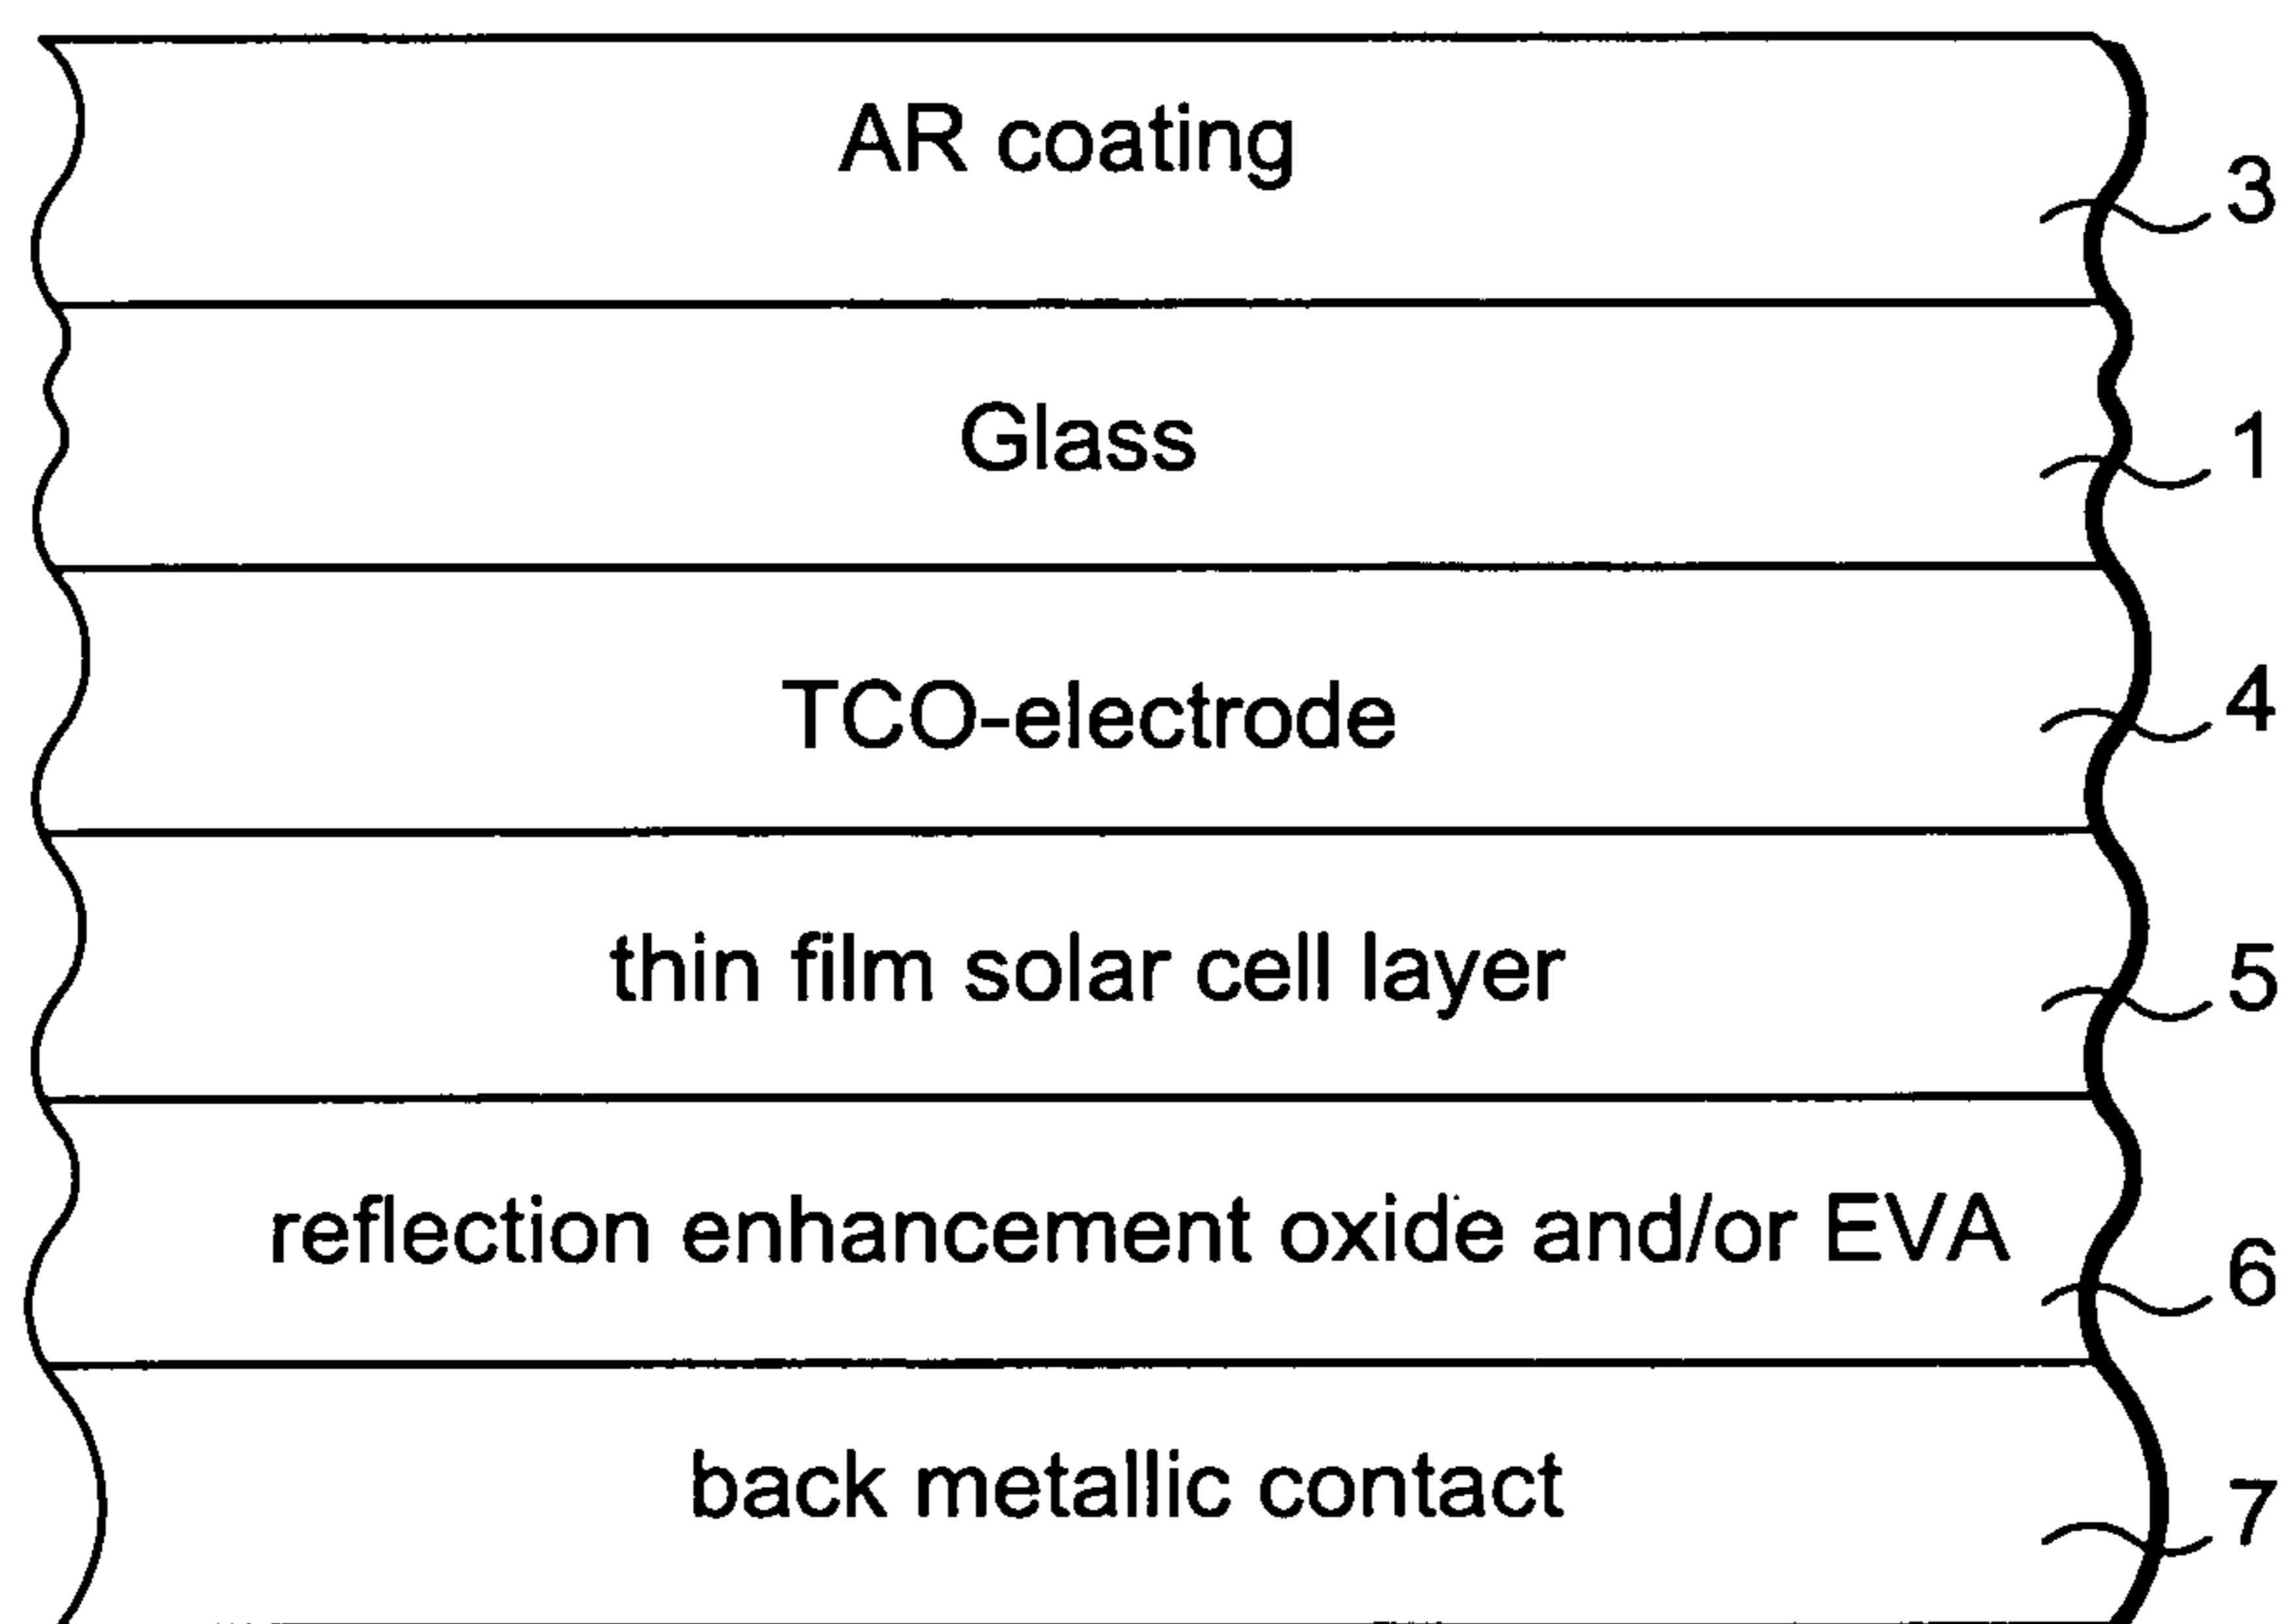 AR coating
3
Glass
1
TCO-electrode
4
thin film solar cell layer
5
reflection enhancement oxide and/or EVA
6
back metallic contact
7